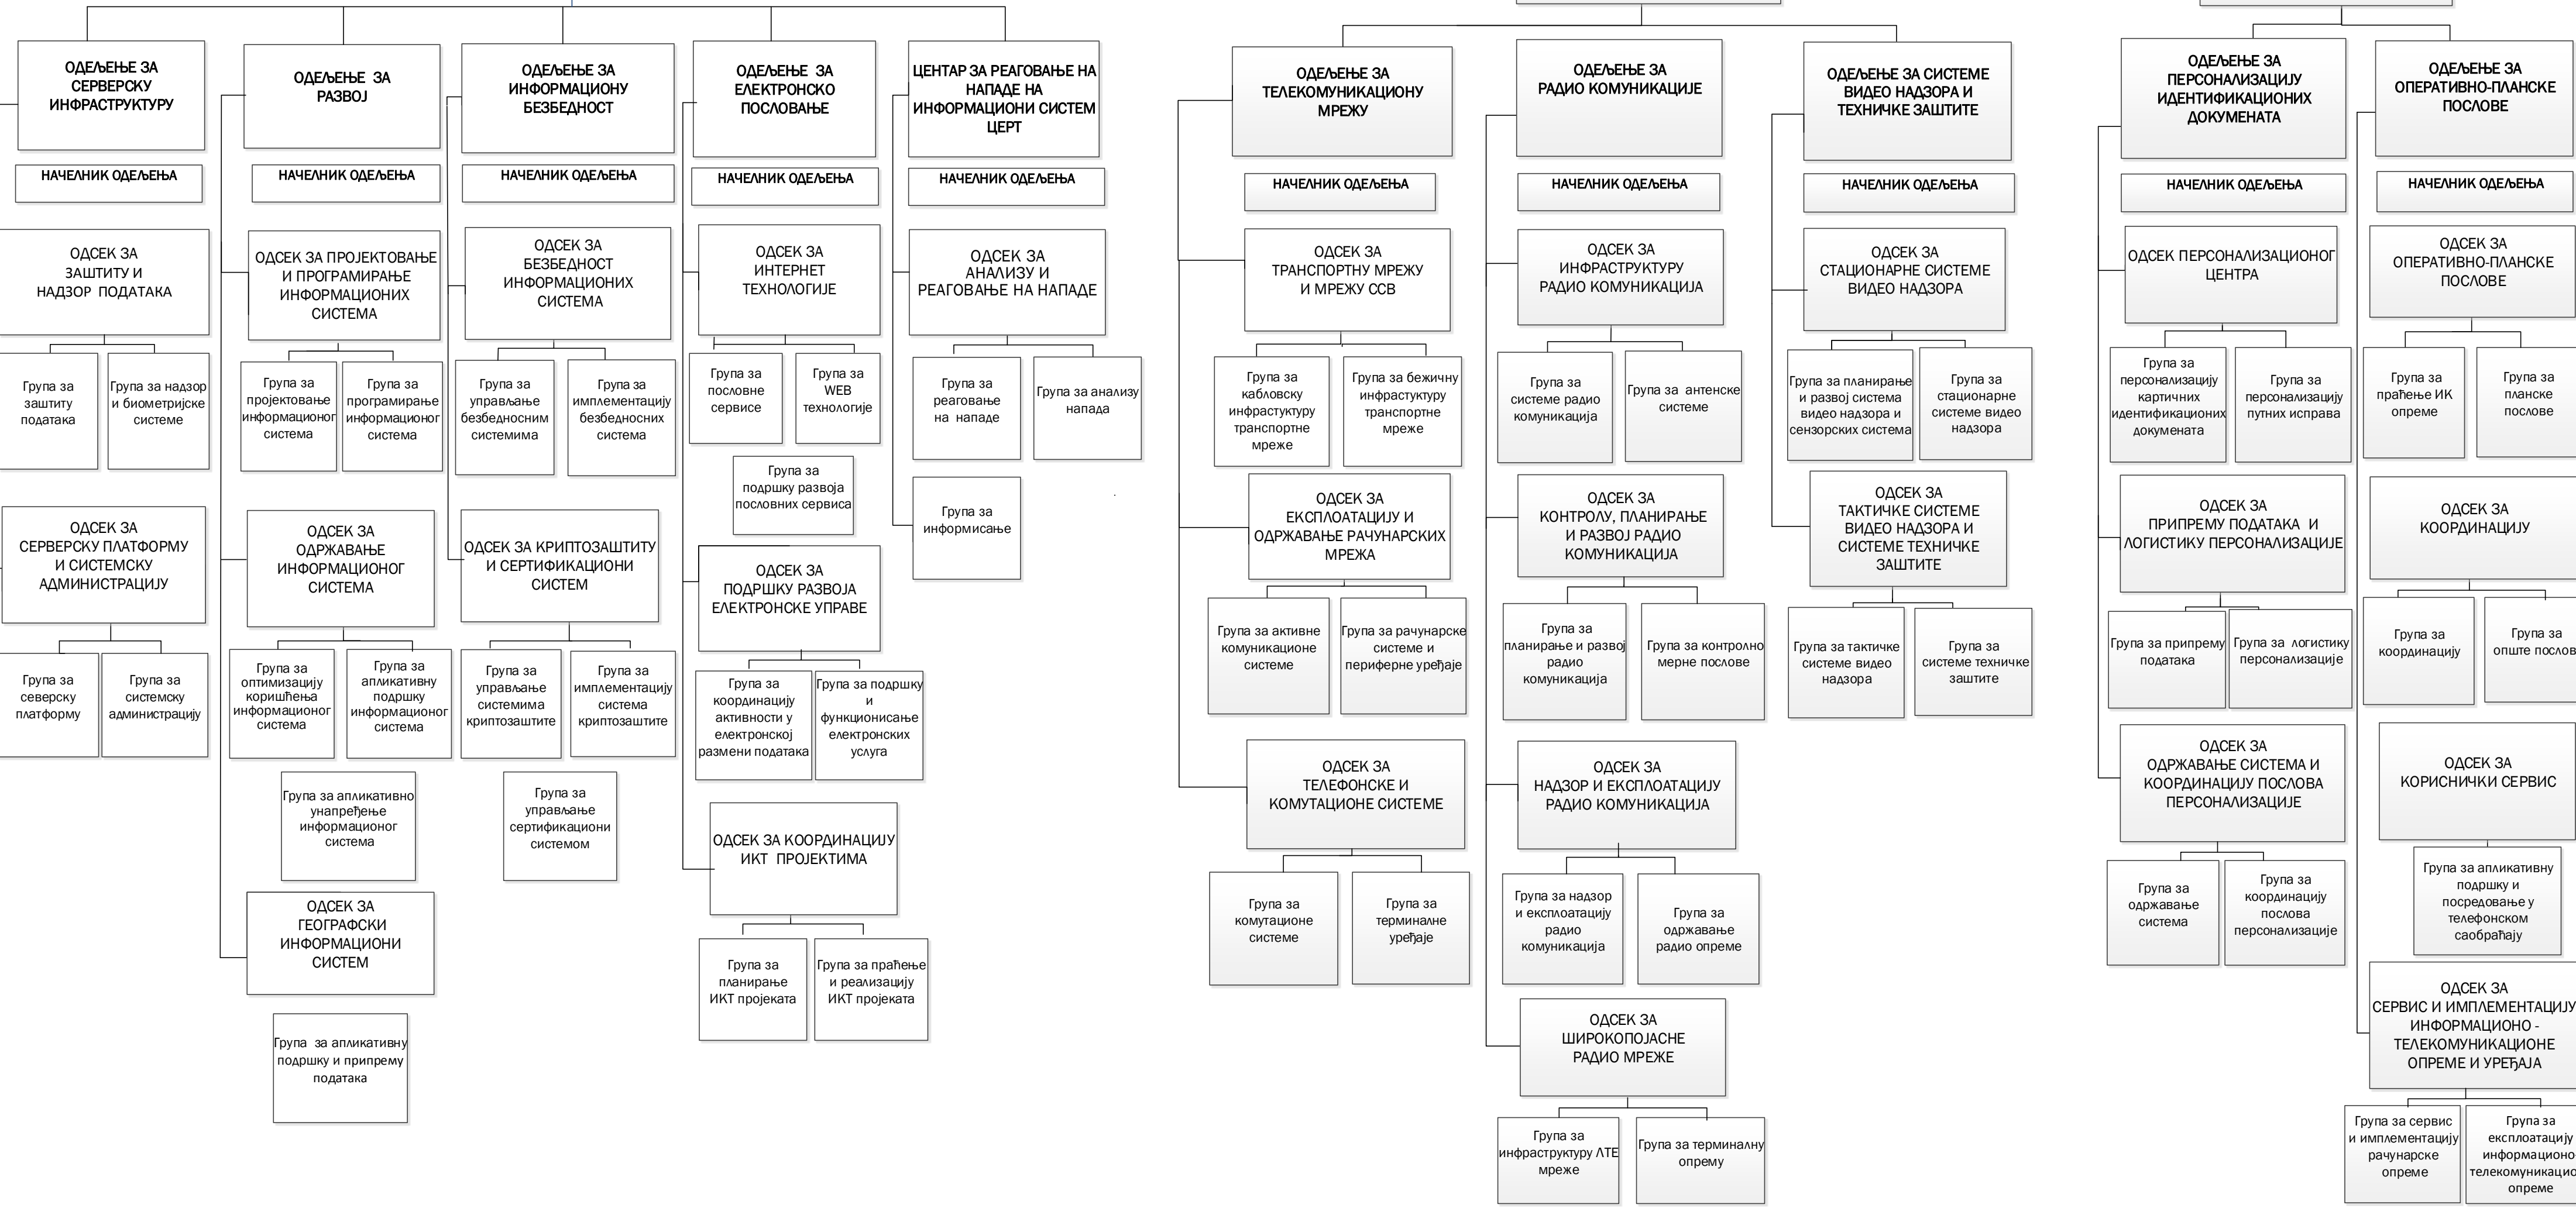 ОДЕЉЕЊЕ ЗА
СЕРВЕРСКУ
ИНФРАСТРУКТУРУ
НАЧЕЛНИК ОДЕЉЕЊА
ОДСЕК ЗА
ЗАШТИТУ И
НАДЗОР ПОДАТАКА
Група за
заштиту
података
Група за надзор
и биометријске
системе
ОДСЕК ЗА
СЕРВЕРСКУ ПЛАТФОРМУ
И СИСТЕМСКУ
АДМИНИСТРАЦИЈУ
Група за
северску
платформу
Група за
системску
администрацију
ОДЕЉЕЊЕ ЗА
РАЗВОЈ
НАЧЕЛНИК ОДЕЉЕЊА
ОДСЕК ЗА ПРОЈЕКТОВАЊЕ
И ПРОГРАМИРАЊЕ
ИНФОРМАЦИОНИХ
СИСТЕМА
Група за
пројектовање
информационог
система
Група за
програмирање
информационог
система
ОДСЕК ЗА
ОДРЖАВАЊЕ
ИНФОРМАЦИОНОГ
СИСТЕМА
Група за
оптимизацију
коришћења
информационог
система
Група за
апликативну
подршку
информационог
система
Група за апликативно
унапређење
информационог
система
ОДСЕК ЗА
ГЕОГРАФСКИ
ИНФОРМАЦИОНИ
СИСТЕМ
Група за апликативну
подршку и припрему
података
ОДЕЉЕЊЕ ЗА
ИНФОРМАЦИОНУ
БЕЗБЕДНОСТ
НАЧЕЛНИК ОДЕЉЕЊА
ОДСЕК ЗА
БЕЗБЕДНОСТ
ИНФОРМАЦИОНИХ
СИСТЕМА
Група за
управљање
безбедносним
системима
Група за
имплементацију
безбедносних
система
ОДСЕК ЗА КРИПТОЗАШТИТУ
И СЕРТИФИКАЦИОНИ
СИСТЕМ
Група за
управљање
системима
криптозаштите
Група за
имплементацију
система
криптозаштите
Група за
управљање
сертификациони
системом
ОДЕЉЕЊЕ ЗА
ЕЛЕКТРОНСКО
ПОСЛОВАЊЕ
НАЧЕЛНИК ОДЕЉЕЊА
ОДСЕК ЗА
ИНТЕРНЕТ
ТЕХНОЛОГИЈЕ
Група за
пословне
сервисе
Група за
WEB
технологије
Група за
подршку развоја
пословних сервиса
ОДСЕК ЗА
ПОДРШКУ РАЗВОЈА
ЕЛЕКТРОНСКЕ УПРАВЕ
Група за
координацију
активности у
електронској
размени података
Група за подршку
и
функционисање
електронских
услуга
ОДСЕК ЗА КООРДИНАЦИЈУ
ИКТ ПРОЈЕКТИМА
Група за
планирање
ИКТ пројеката
Група за праћење
и реализацију
ИКТ пројеката
ЦЕНТАР ЗА РЕАГОВАЊЕ НА
НАПАДЕ НА
ИНФОРМАЦИОНИ СИСТЕМ
ЦЕРТ
НАЧЕЛНИК ОДЕЉЕЊА
ОДСЕК ЗА
АНАЛИЗУ И
РЕАГОВАЊЕ НА НАПАДЕ
Група за
реаговање
на нападе
Група за анализу
напада
Група за
информисање
ОДЕЉЕЊЕ ЗА
ТЕЛЕКОМУНИКАЦИОНУ
МРЕЖУ
НАЧЕЛНИК ОДЕЉЕЊА
ОДСЕК ЗА
ТРАНСПОРТНУ МРЕЖУ
И МРЕЖУ ССВ
Група за
кабловску
инфрастуктуру
транспортне
мреже
Група за бежичну
инфрастуктуру
транспортне
мреже
ОДСЕК ЗА
ЕКСПЛОАТАЦИЈУ И
ОДРЖАВАЊЕ РАЧУНАРСКИХ
МРЕЖА
Група за активне
комуникационе
системе
Група за рачунарске
системе и
периферне уређаје
ОДСЕК ЗА
ТЕЛЕФОНСКЕ И
КОМУТАЦИОНЕ СИСТЕМЕ
Група за
комутационе
системе
Група за
терминалне
уређаје
ОДЕЉЕЊЕ ЗА
РАДИО КОМУНИКАЦИЈЕ
НАЧЕЛНИК ОДЕЉЕЊА
ОДСЕК ЗА
ИНФРАСТРУКТУРУ
РАДИО КОМУНИКАЦИЈА
Група за
системе радио
комуникација
Група за антенске
системе
ОДСЕК ЗА
КОНТРОЛУ, ПЛАНИРАЊЕ
И РАЗВОЈ РАДИО
КОМУНИКАЦИЈА
Група за
планирање и развој
радио
комуникација
Група за контролно
мерне послове
ОДСЕК ЗА
НАДЗОР И ЕКСПЛОАТАЦИЈУ
РАДИО КОМУНИКАЦИЈА
Група за надзор
и експлоатацију
радио
комуникација
Група за
одржавање
радио опреме
ОДСЕК ЗА
ШИРОКОПОЈАСНЕ
РАДИО МРЕЖЕ
Група за
инфраструктуру ЛТЕ
мреже
Група за терминалну
опрему
ОДЕЉЕЊЕ ЗА СИСТЕМЕ
ВИДЕО НАДЗОРА И
ТЕХНИЧКЕ ЗАШТИТЕ
НАЧЕЛНИК ОДЕЉЕЊА
ОДСЕК ЗА
СТАЦИОНАРНЕ СИСТЕМЕ
ВИДЕО НАДЗОРА
Група за планирање
и развој система
видео надзора и
сензорских система
Група за
стационарне
системе видео
надзора
ОДСЕК ЗА
ТАКТИЧКЕ СИСТЕМЕ
ВИДЕО НАДЗОРА И
СИСТЕМЕ ТЕХНИЧКЕ
ЗАШТИТЕ
Група за тактичке
системе видео
надзора
Група за
системе техничке
заштите
ОДЕЉЕЊЕ ЗА
ПЕРСОНАЛИЗАЦИЈУ
ИДЕНТИФИКАЦИОНИХ
ДОКУМЕНАТА
НАЧЕЛНИК ОДЕЉЕЊА
ОДСЕК ПЕРСОНАЛИЗАЦИОНОГ
ЦЕНТРА
Група за
персонализацију
картичних
идентификационих
докумената
Група за
персонализацију
путних исправа
ОДСЕК ЗА
ПРИПРЕМУ ПОДАТАКА И
ЛОГИСТИКУ ПЕРСОНАЛИЗАЦИЈЕ
Група за припрему
података
Група за логистику
персонализације
ОДСЕК ЗА
ОДРЖАВАЊЕ СИСТЕМА И
КООРДИНАЦИЈУ ПОСЛОВА
ПЕРСОНАЛИЗАЦИЈЕ
Група за
одржавање
система
Група за
координацију
послова
персонализације
ОДЕЉЕЊЕ ЗА
ОПЕРАТИВНО-ПЛАНСКЕ
ПОСЛОВЕ
НАЧЕЛНИК ОДЕЉЕЊА
ОДСЕК ЗА
ОПЕРАТИВНО-ПЛАНСКЕ
ПОСЛОВЕ
Група за
праћење ИК
опреме
Група за
планске
послове
ОДСЕК ЗА
КООРДИНАЦИЈУ
Група за
координацију
Група за
опште послов
ОДСЕК ЗА
КОРИСНИЧКИ СЕРВИС
Група за апликативну
подршку и
посредовање у
телефонском
саобраћају
ОДСЕК ЗА
СЕРВИС И ИМПЛЕМЕНТАЦИЈУ
ИНФОРМАЦИОНО -
ТЕЛЕКОМУНИКАЦИОНЕ
ОПРЕМЕ И УРЕЂАЈА
Група за сервис
и имплементацију
рачунарске
опреме
Група за
експлоатацију
информационо
телекомуникацио
опреме